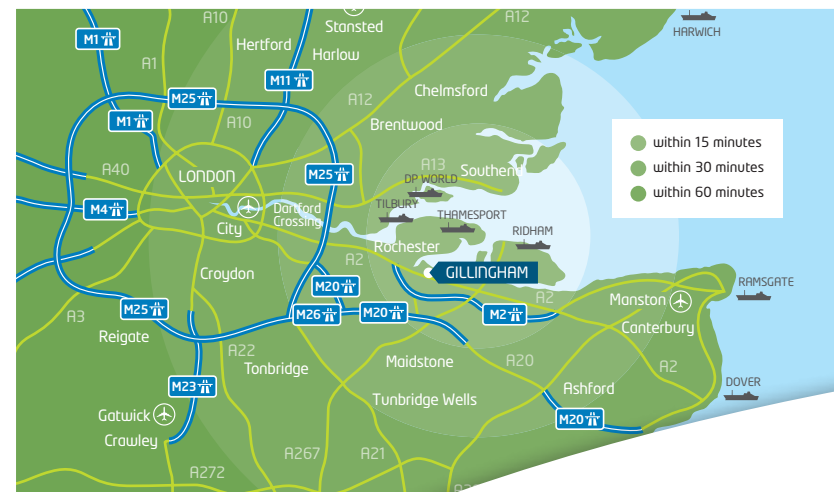 A10
Stansted
A12
HARWICH
M1
A1
Hertford
Harlow
M11
Chelmsford
M25
A12
M1
A10
Brentwood
within 15 minutes
within 30 minutes
within 60 minutes
A40
LONDON
M25
A13
Southend
DP WORLD
M4
City
Dartford
Crossing
TILBURY
THAMESPORT
RIDHAM
Rochester
A2
GILLINGHAM
Croydon
M20
A2
Manston
RAMSGATE
M25
A3
M26
M20
M2
Canterbury
Reigate
A22
Tonbridge
Maidstone
A20
A2
M23
Tunbridge Wells
Ashford
DOVER
Gatwick
Crawley
M20
A267
A21
A272